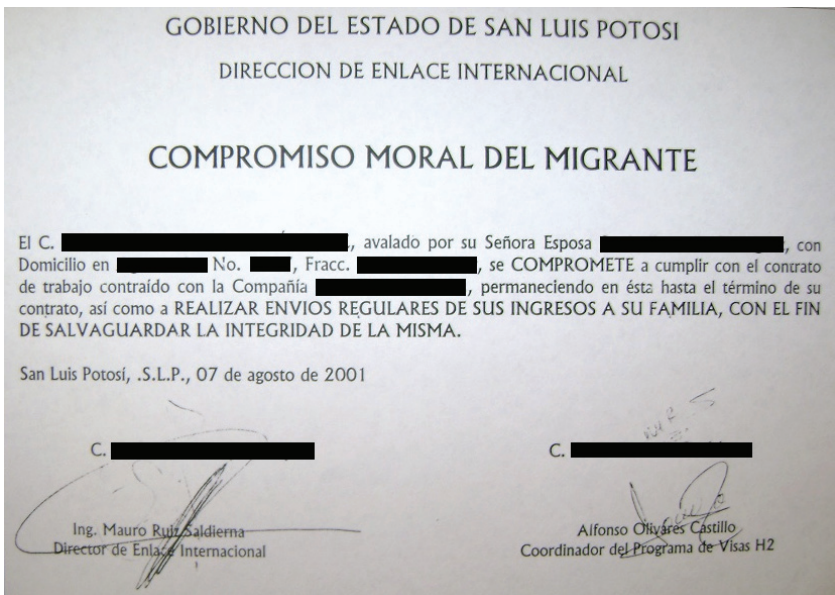 GOBIERNO DEL ESTADO DE SAN LUIS POTOSI
DIRECCION DE ENLACE INTERNACIONAL
COMPROMISO MORAL DEL MIGRANTE
El C. , avalado por su Señora Esposa , con
Domicilio en No. , Fracc. , se COMPROMETE a cumplir con el contrato
de trabajo contraído con la Compañía , permaneciendo en ésta hasta el término de su
contrato, así como a REALIZAR ENVIOS REGULARES DE SUS INGRESOS A SU FAMILIA, CON EL FIN
DE SALVAGUARDAR LA INTEGRIDAD DE LA MISMA.
San Luis Potosí, .S.L.P., 07 de agosto de 2001
C. C.
Ing. Mauro Ruiz Saldierna
Director de Enlace Internacional
Alfonso Olivares Castillo
Coordinador del Programa de Visas H2